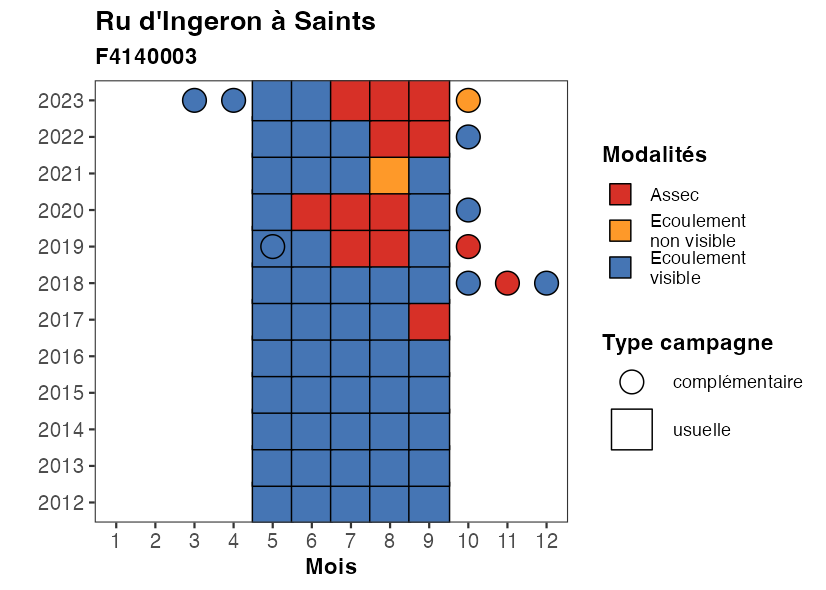 Ru d'Ingeron à Saints
F4140003
2023
2022
2021
2020
2019
2018
2017
2016
2015
2014
2013
2012
1 2 3 4 5 6 7 8 9 10 11 12
Mois
Modalités
Assec
Ecoulement
non visible
Ecoulement
visible
Type campagne
complémentaire
usuelle